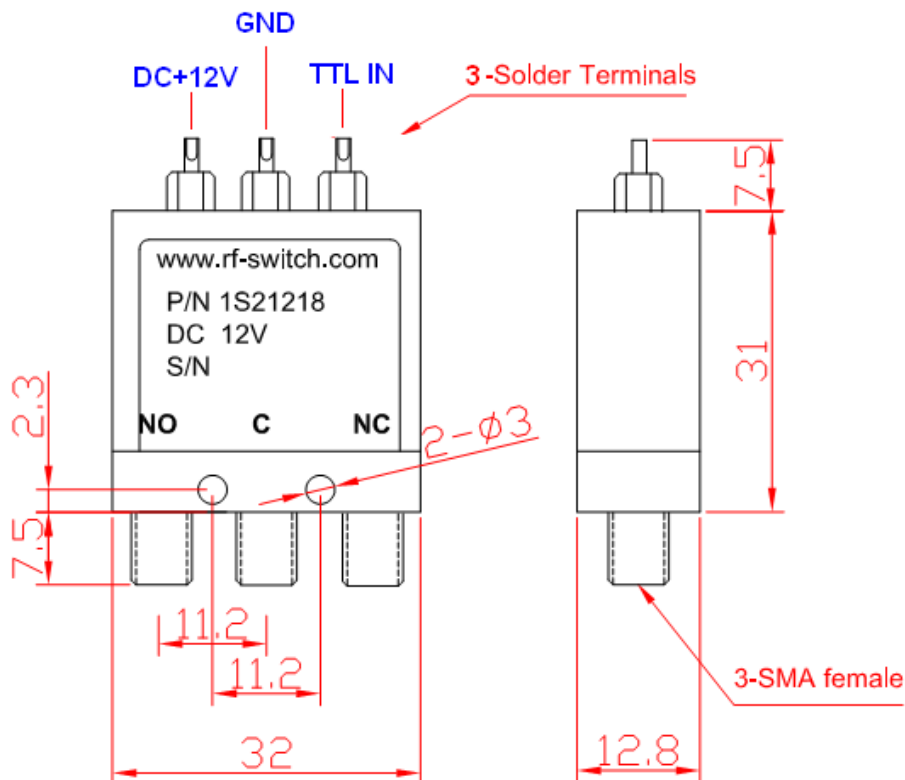 GND
DC+12V
TTL IN
3-Solder Terminals
7.5
www.rf-switch.com
P/N 1S21218
DC 12V
S/N
31
2.3
NO C NC
2-ø3
7.5
11.2
11.2
3-SMA female
32
12.8